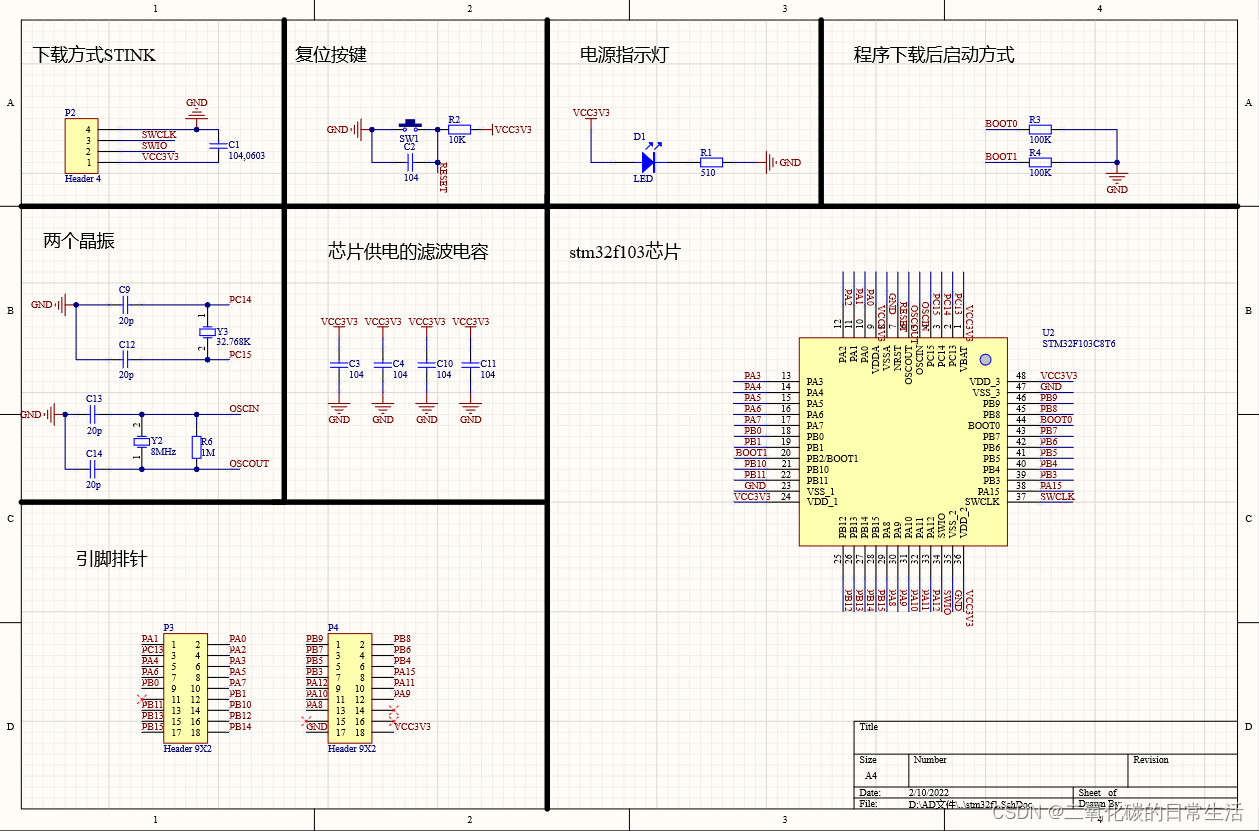 1 2 3 4
A
下载方式STINK
P2
4
3
2
1
Header 4
GND
SWCLK
SWIO
VCC3V3
C1
104,0603
复位按键
GND
SW1
C2
104
R2
10K
VCC3V3
RESET
电源指示灯
VCC3V3
D1
LED
R1
510
GND
程序下载后启动方式
BOOT0
R3
100K
BOOT1
R4
100K
GND
A
B
两个晶振
GND
C9
20p
PC14
1
Y3
32.768K
2
C12
20p
PC15
GND
C13
20p
OSCIN
2
Y2
8MHz
1
R6
1M
C14
20p
OSCOUT
芯片供电的滤波电容
VCC3V3 VCC3V3 VCC3V3 VCC3V3
C3 C4 C10 C11
104 104 104 104
GND GND GND GND
stm32f103芯片
B
U2
STM32F103C8T6
PA2 PA1 PA0 VCC3V3 GND RESET OSCOUT OSCIN PC15 PC14 PC13 VCC3V3
12 11 10 9 8 7 6 5 4 3 2 1
PA2 PA1 PA0 VDDA VSSA NRST OSCOUT OSCIN PC15 PC14 PC13 VBAT
PA3 13 PA3
PA4 14 PA4
PA5 15 PA5
PA6 16 PA6
PA7 17 PA7
PB0 18 PB0
PB1 19 PB1
BOOT1 20 PB2/BOOT1
PB10 21 PB10
PB11 22 PB11
GND 23 VSS_1
VCC3V3 24 VDD_1
VDD_3 48 VCC3V3
VSS_3 47 GND
PB9 46 PB9
PB8 45 PB8
BOOT0 44 BOOT0
PB7 43 PB7
PB6 42 PB6
PB5 41 PB5
PB4 40 PB4
PB3 39 PB3
PA15 38 PA15
SWCLK 37 SWCLK
PB12 PB13 PB14 PB15 PA8 PA9 PA10 PA11 PA12 SWIO VSS_2 VDD_2
25 26 27 28 29 30 31 32 33 34 35 36
PB12 PB13 PB14 PB15 PA8 PA9 PA10 PA11 PA12 SWIO GND VCC3V3
C
C
引脚排针
P3
PA1 1 2 PA0
PC13 3 4 PA2
PA4 5 6 PA3
PA6 7 8 PA5
PB0 9 10 PA7
11 12 PB1
PB11 13 14 PB10
PB13 15 16 PB12
PB15 17 18 PB14
Header 9X2
P4
PB9 1 2 PB8
PB7 3 4 PB6
PB5 5 6 PB4
PB3 7 8 PA15
PA12 9 10 PA11
PA10 11 12 PA9
PA8 13 14
15 16
GND 17 18 VCC3V3
Header 9X2
D
D
Title
Size
A4
Number
Revision
Date: 2/10/2022 Sheet of
File: D:\AD文件\..\stm32f1.SchDoc Drawn By:
1 2 3 4
CSDN @二氧化碳的日常生活